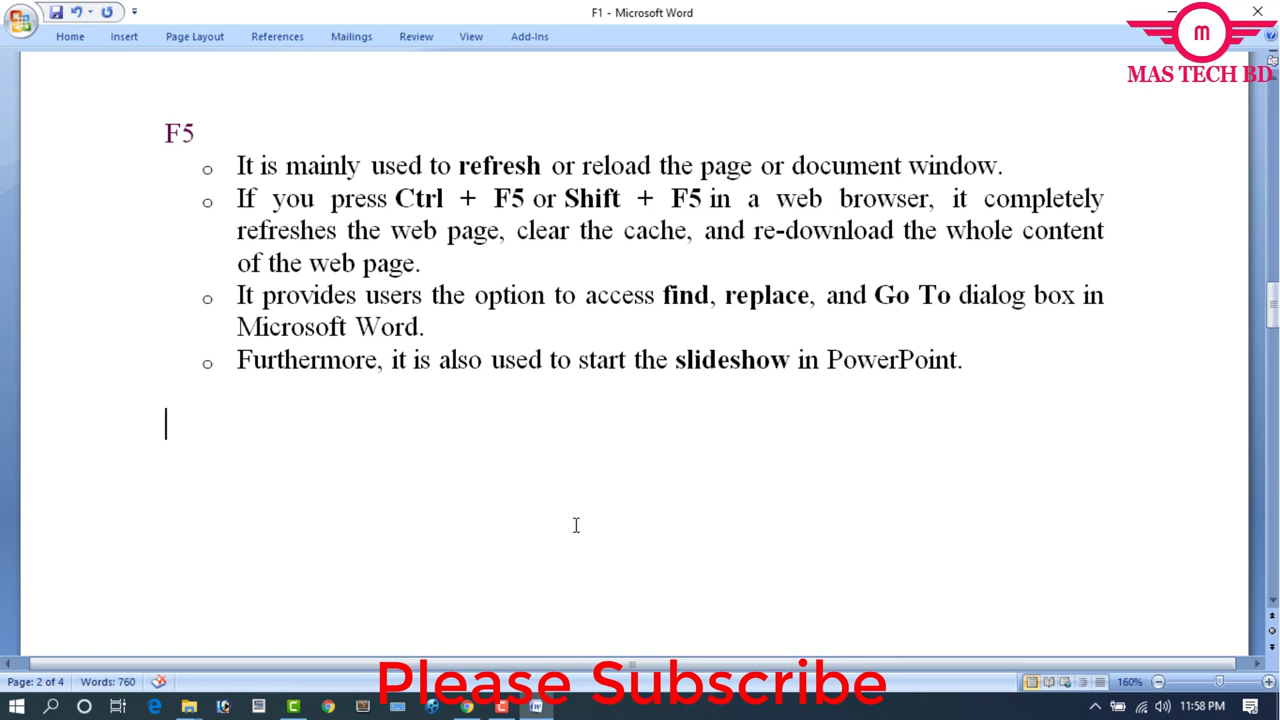 F1 - Microsoft Word
Home Insert Page Layout References Mailings Review View Add-Ins
M
MAS TECH BD
F5
o It is mainly used to refresh or reload the page or document window.
o If you press Ctrl + F5 or Shift + F5 in a web browser, it completely
refreshes the web page, clear the cache, and re-download the whole content
of the web page.
o It provides users the option to access find, replace, and Go To dialog box in
Microsoft Word.
o Furthermore, it is also used to start the slideshow in PowerPoint.
Please Subscribe
Page: 2 of 4 Words: 760 160%
11:58 PM